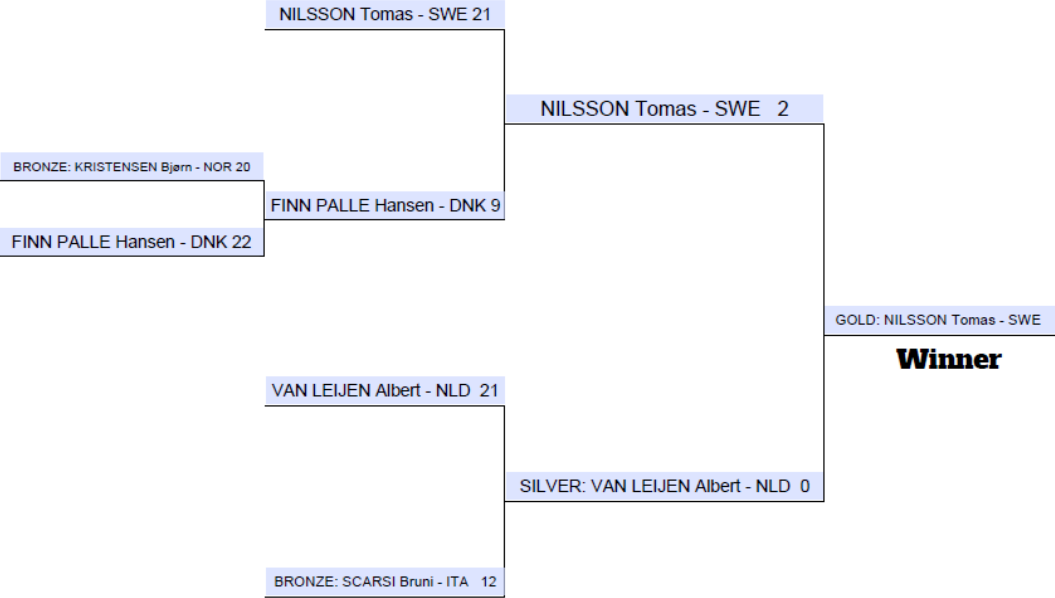 NILSSON Tomas - SWE 21
NILSSON Tomas - SWE 2
BRONZE: KRISTENSEN Bjørn - NOR 20
FINN PALLE Hansen - DNK 9
FINN PALLE Hansen - DNK 22
GOLD: NILSSON Tomas - SWE
Winner
VAN LEIJEN Albert - NLD 21
SILVER: VAN LEIJEN Albert - NLD 0
BRONZE: SCARSI Bruni - ITA 12